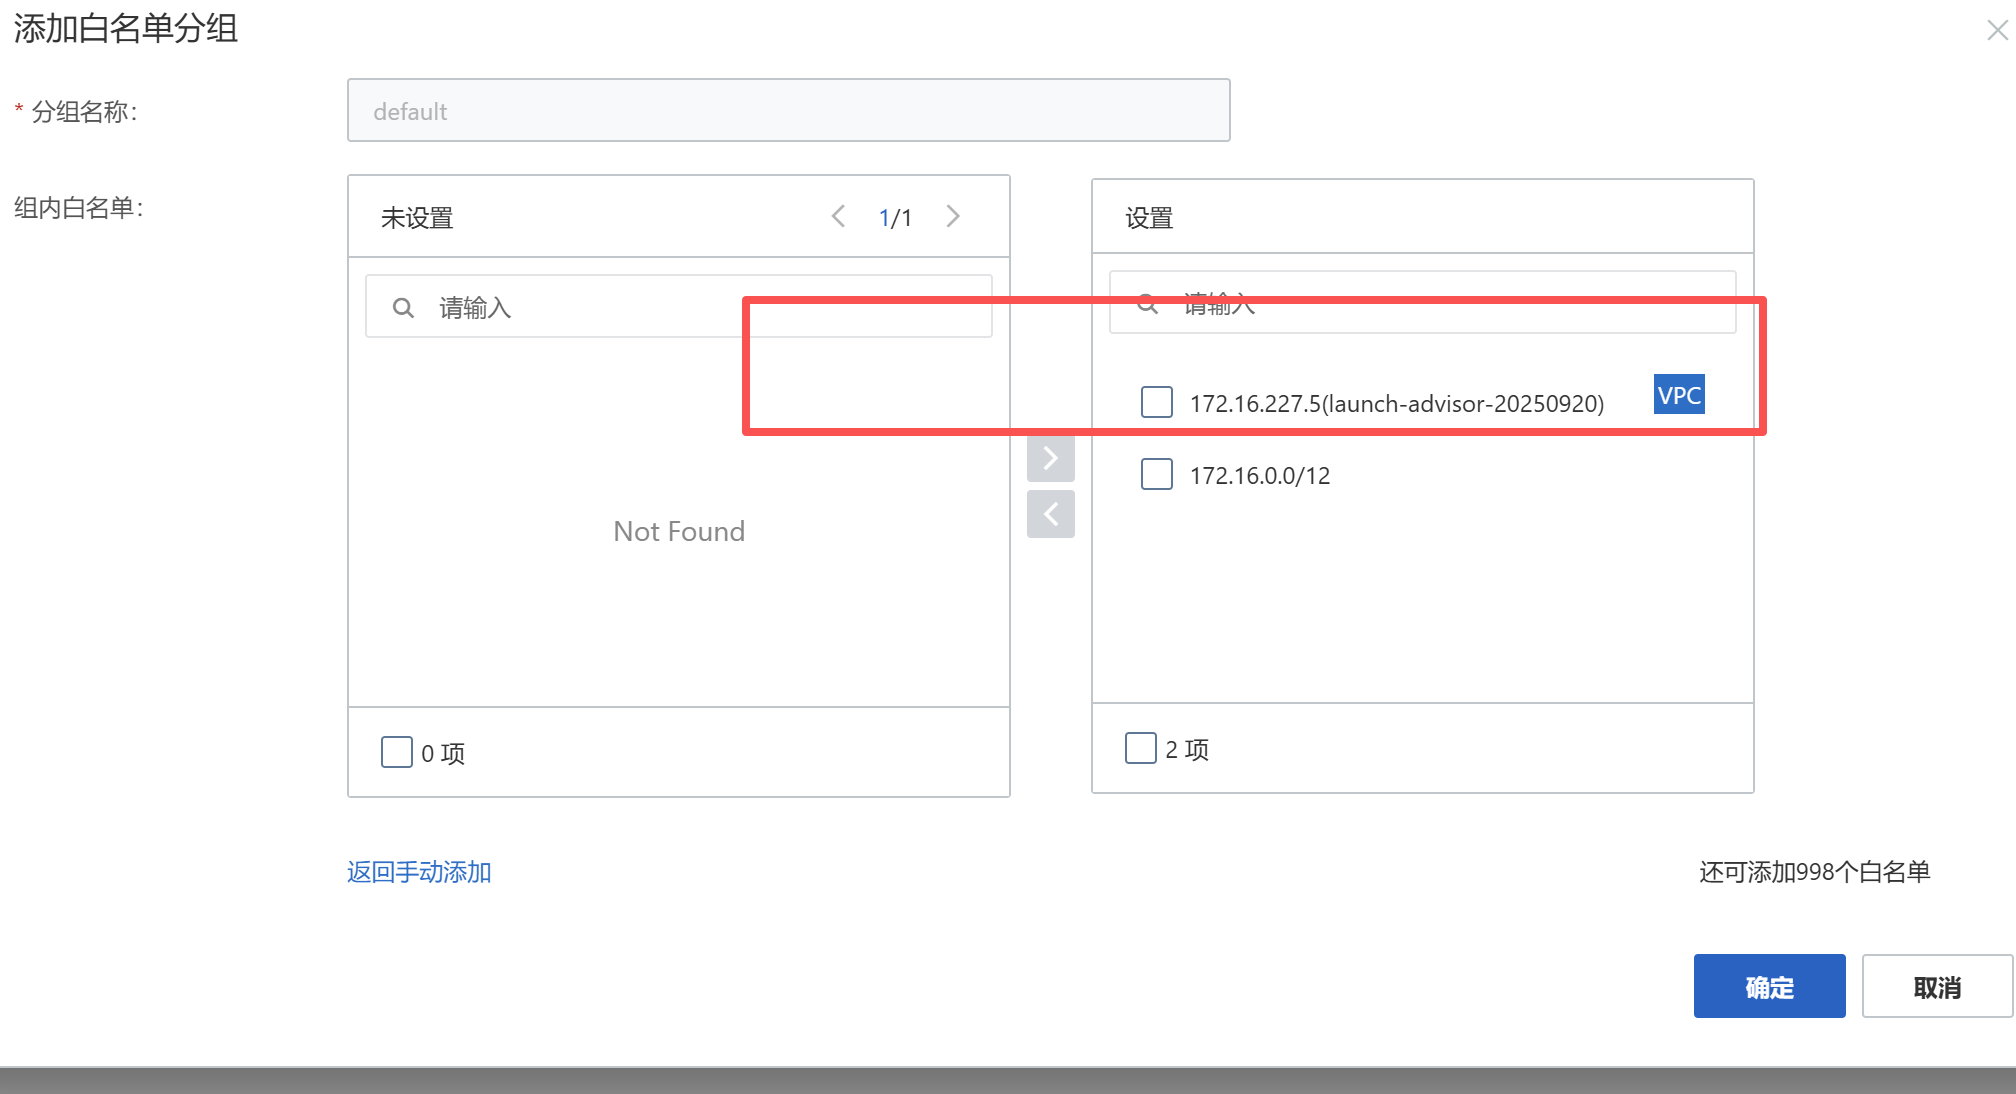 添加白名单分组
* 分组名称:
default
组内白名单:
未设置
1/1
请输入
Not Found
0 项
设置
请输入
172.16.227.5(launch-advisor-20250920)
VPC
172.16.0.0/12
2 项
返回手动添加
还可添加998个白名单
确定
取消